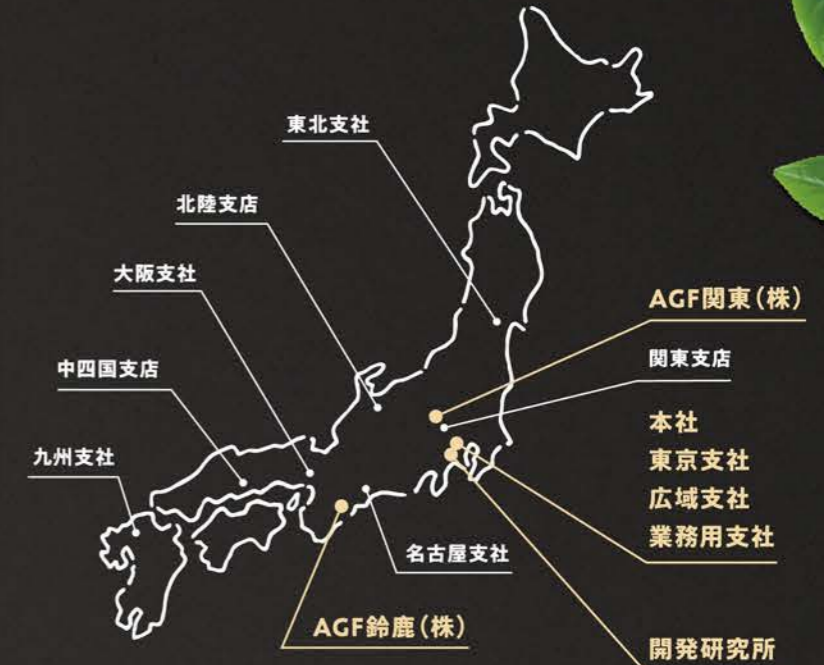 東北支社
北陸支店
大阪支社
中四国支店
九州支社
AGF関東(株)
関東支店
本社
東京支社
広域支社
業務用支社
名古屋支社
AGF鈴鹿(株)
開発研究所